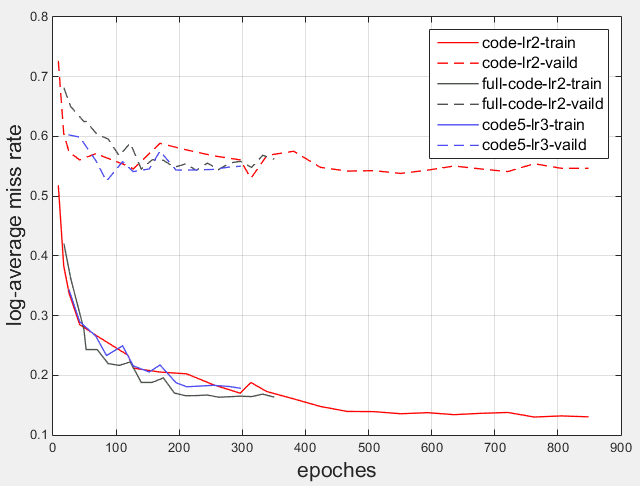 0.8
0.7
0.6
0.5
0.4
0.3
0.2
0.1
log-average miss rate
code-lr2-train
code-lr2-vaild
full-code-lr2-train
full-code-lr2-vaild
code5-lr3-train
code5-lr3-vaild
0 100 200 300 400 500 600 700 800 900
epoches